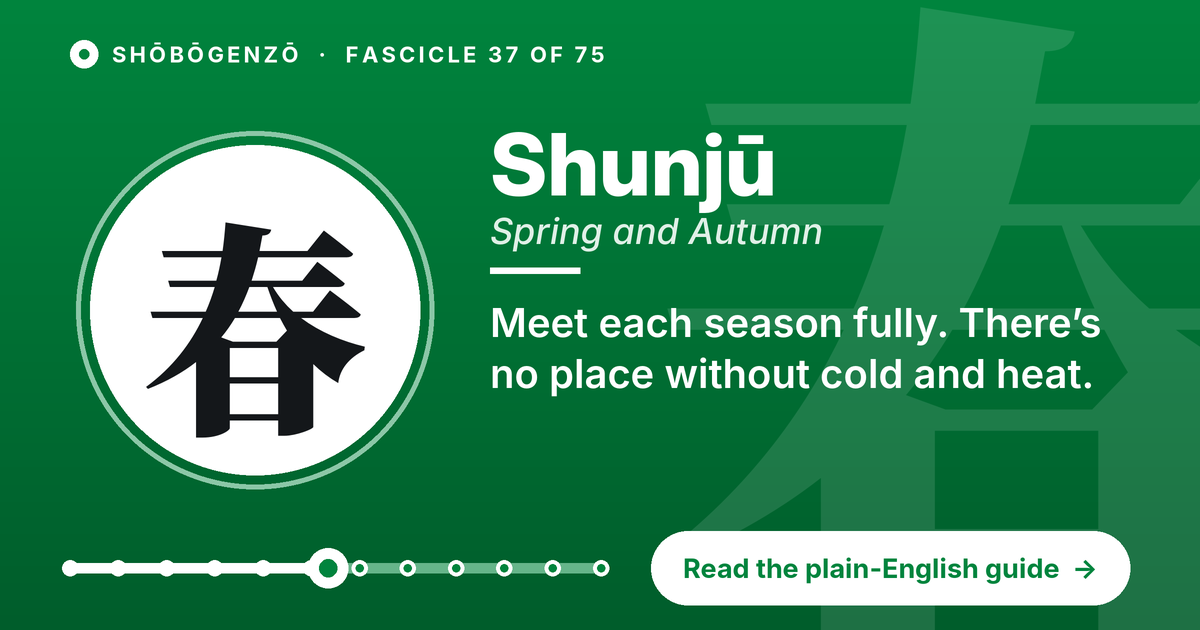 SHŌBŌGENZŌ · FASCICLE 37 OF 75
春
Shunjū
Spring and Autumn
Meet each season fully. There’s
no place without cold and heat.
Read the plain-English guide →